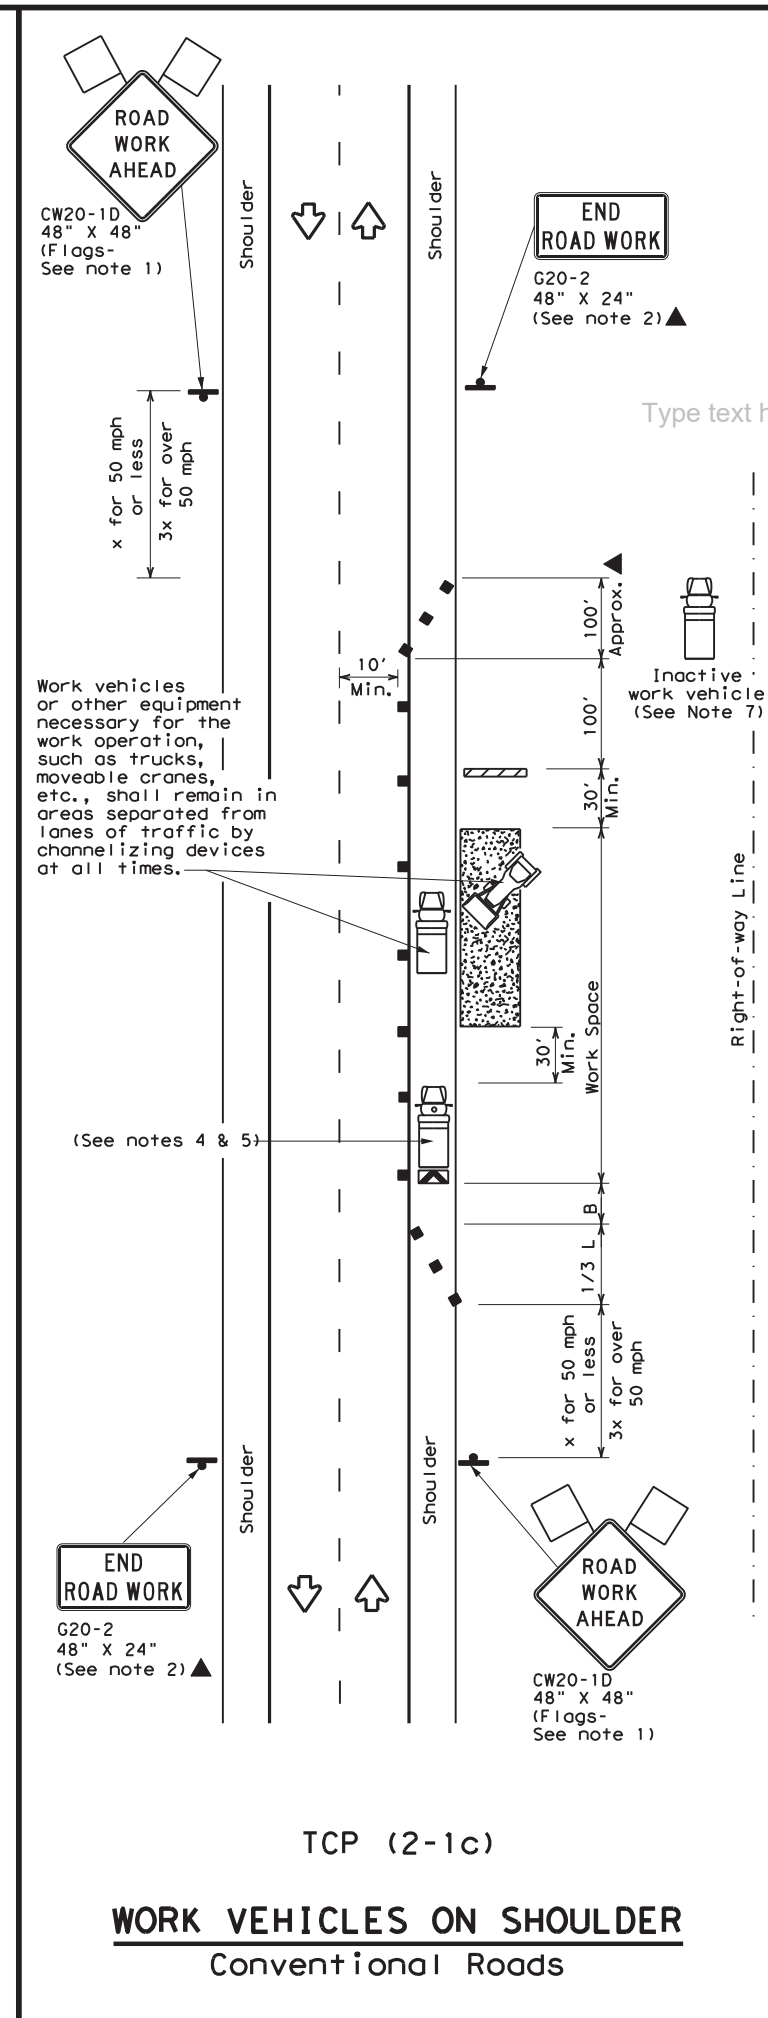 ROAD
WORK
AHEAD
CW20-1D
48" X 48"
(Flags-
See note 1)
Shoulder
Shoulder
END
ROAD WORK
G20-2
48" X 24"
(See note 2)
Type text h
x for 50 mph
or less
3x for over
50 mph
100'
Approx.
Inactive
work vehicle
(See Note 7)
10'
Min.
100'
30'
Min.
Work vehicles
or other equipment
necessary for the
work operation,
such as trucks,
moveable cranes,
etc., shall remain in
areas separated from
lanes of traffic by
channelizing devices
at all times.
Right-of-way Line
Work Space
30'
Min.
(See notes 4 & 5)
B
1/3 L
x for 50 mph
or less
3x for over
50 mph
Shoulder
Shoulder
END
ROAD WORK
G20-2
48" X 24"
(See note 2)
ROAD
WORK
AHEAD
CW20-1D
48" X 48"
(Flags-
See note 1)
TCP (2-1c)
WORK VEHICLES ON SHOULDER
Conventional Roads